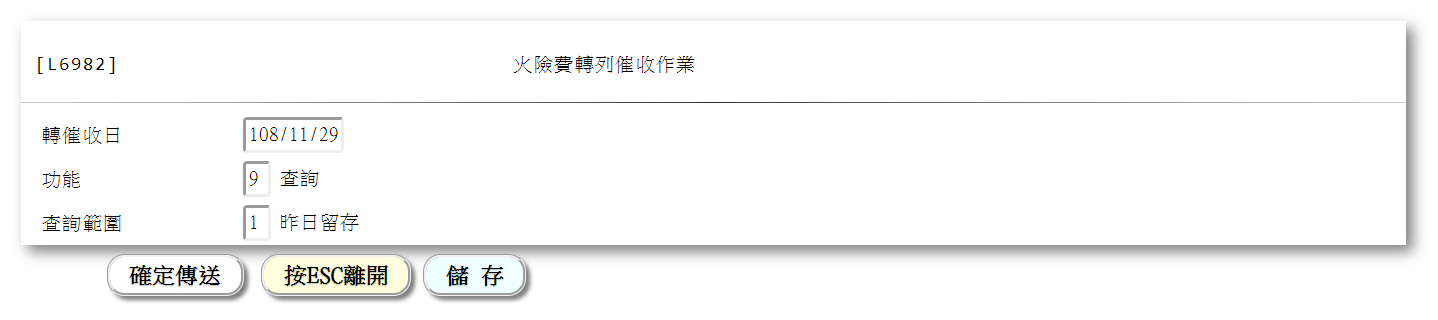 [L6982] 火險費轉列催收作業
轉催收日 108/11/29
功能 9 查詢
查詢範圍 1 昨日留存
確定傳送 按ESC離開 儲 存